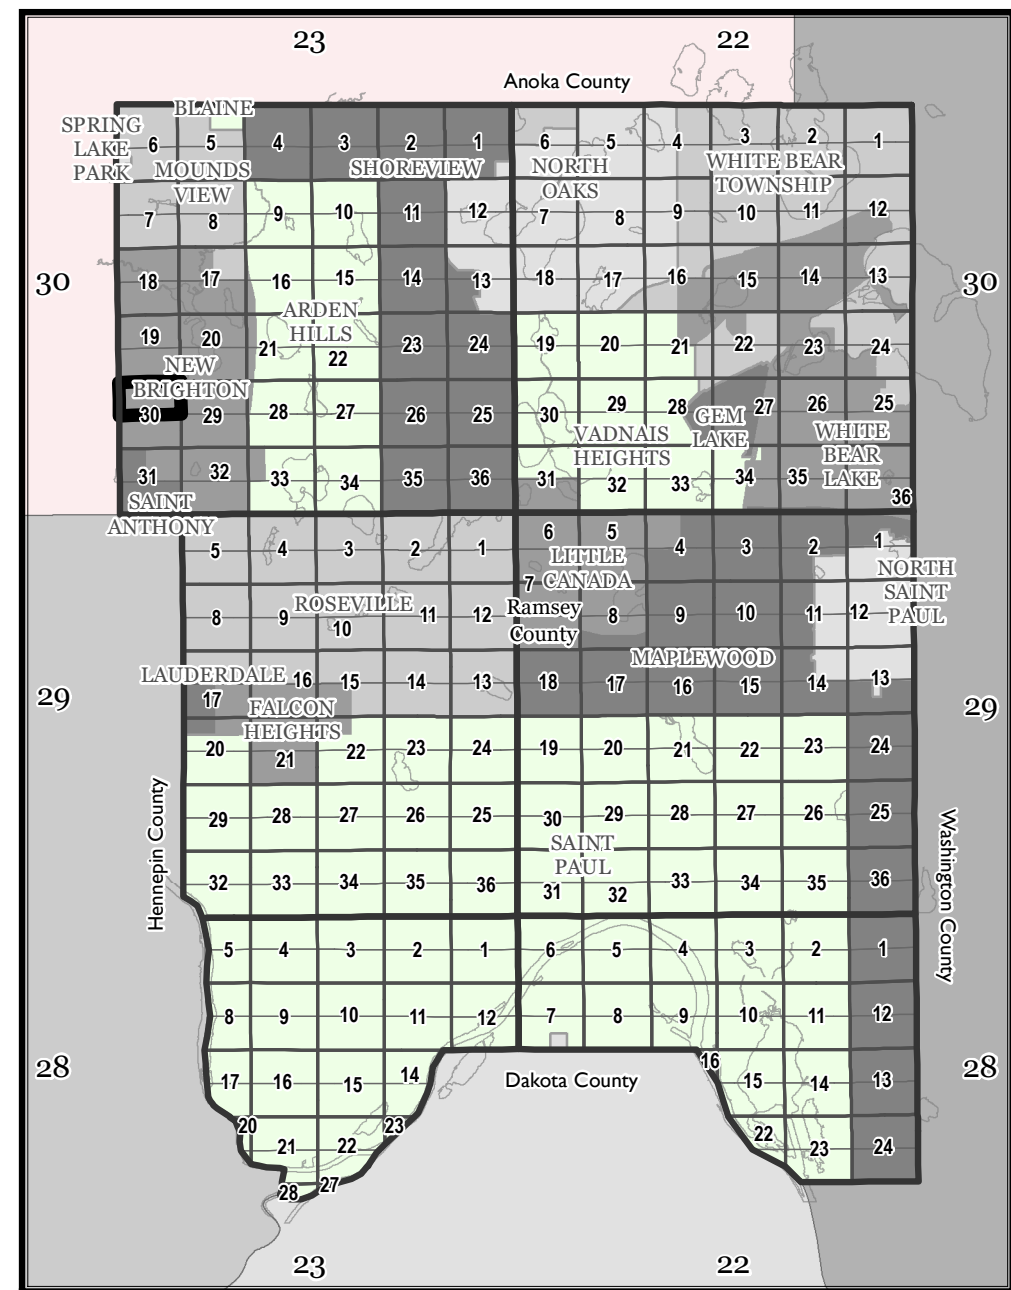 23 22
Anoka County
BLAINE
SPRING
LAKE
PARK
6 5 4 3 2 1 6 5 4 3 2 1
MOUNDS
VIEW
SHOREVIEW
NORTH
OAKS
WHITE BEAR
TOWNSHIP
7 8 9 10 11 12 7 8 9 10 11 12
30 18 17 16 15 14 13 18 17 16 15 14 13 30
ARDEN
HILLS
19 20 21 22 23 24 19 20 21 22 23 24
NEW
BRIGHTON
30 29 28 27 26 25 30 29 28 27 26 25
GEM
LAKE
VADNAIS
HEIGHTS
WHITE
BEAR
LAKE
31 32 33 34 35 36 31 32 33 34 35 36
SAINT
ANTHONY
5 4 3 2 1 6 5 4 3 2 1
LITTLE
CANADA
NORTH
SAINT
PAUL
ROSEVILLE
Ramsey
County
8 9 10 11 12 7 8 9 10 11 12
MAPLEWOOD
LAUDERDALE
29 17 16 15 14 13 18 17 16 15 14 13 29
FALCON
HEIGHTS
20 21 22 23 24 19 20 21 22 23 24
Hennepin County
Washington County
29 28 27 26 25 30 29 28 27 26 25
SAINT
PAUL
32 33 34 35 36 31 32 33 34 35 36
5 4 3 2 1 6 5 4 3 2 1
8 9 10 11 12 7 8 9 10 11 12
28 17 16 15 14 16 15 14 13 28
Dakota County
20 21 22 23 22 23 24
28 27
23 22